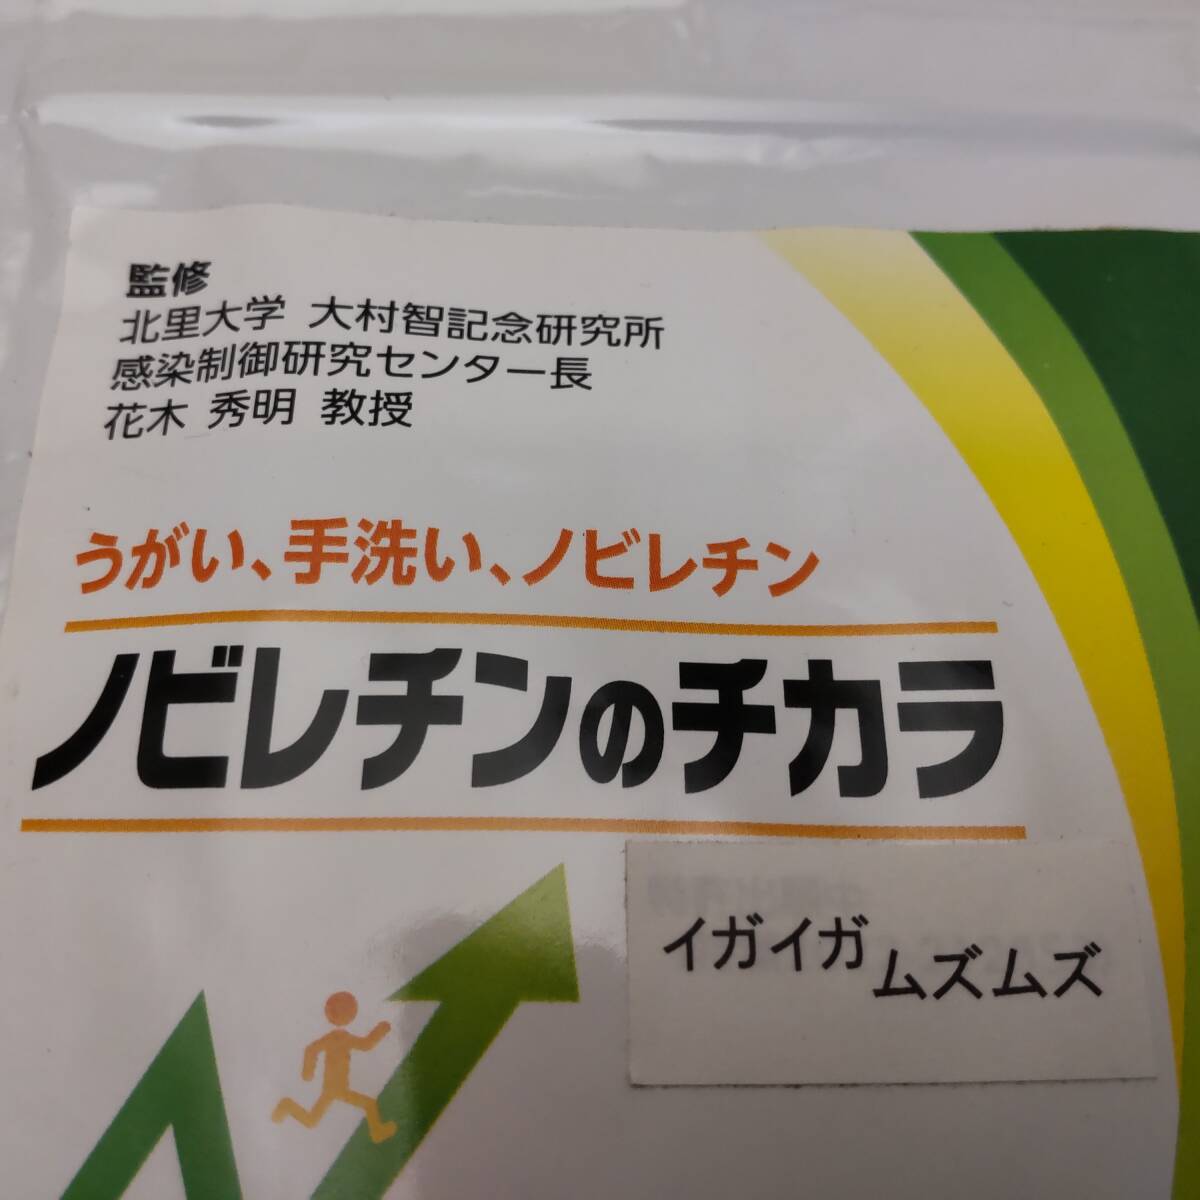 監修
北里大学 大村智記念研究所
感染制御研究センター長
花木 秀明 教授
うがい、手洗い、ノビレチン
ノビレチンのチカラ
イガイガムズムズ